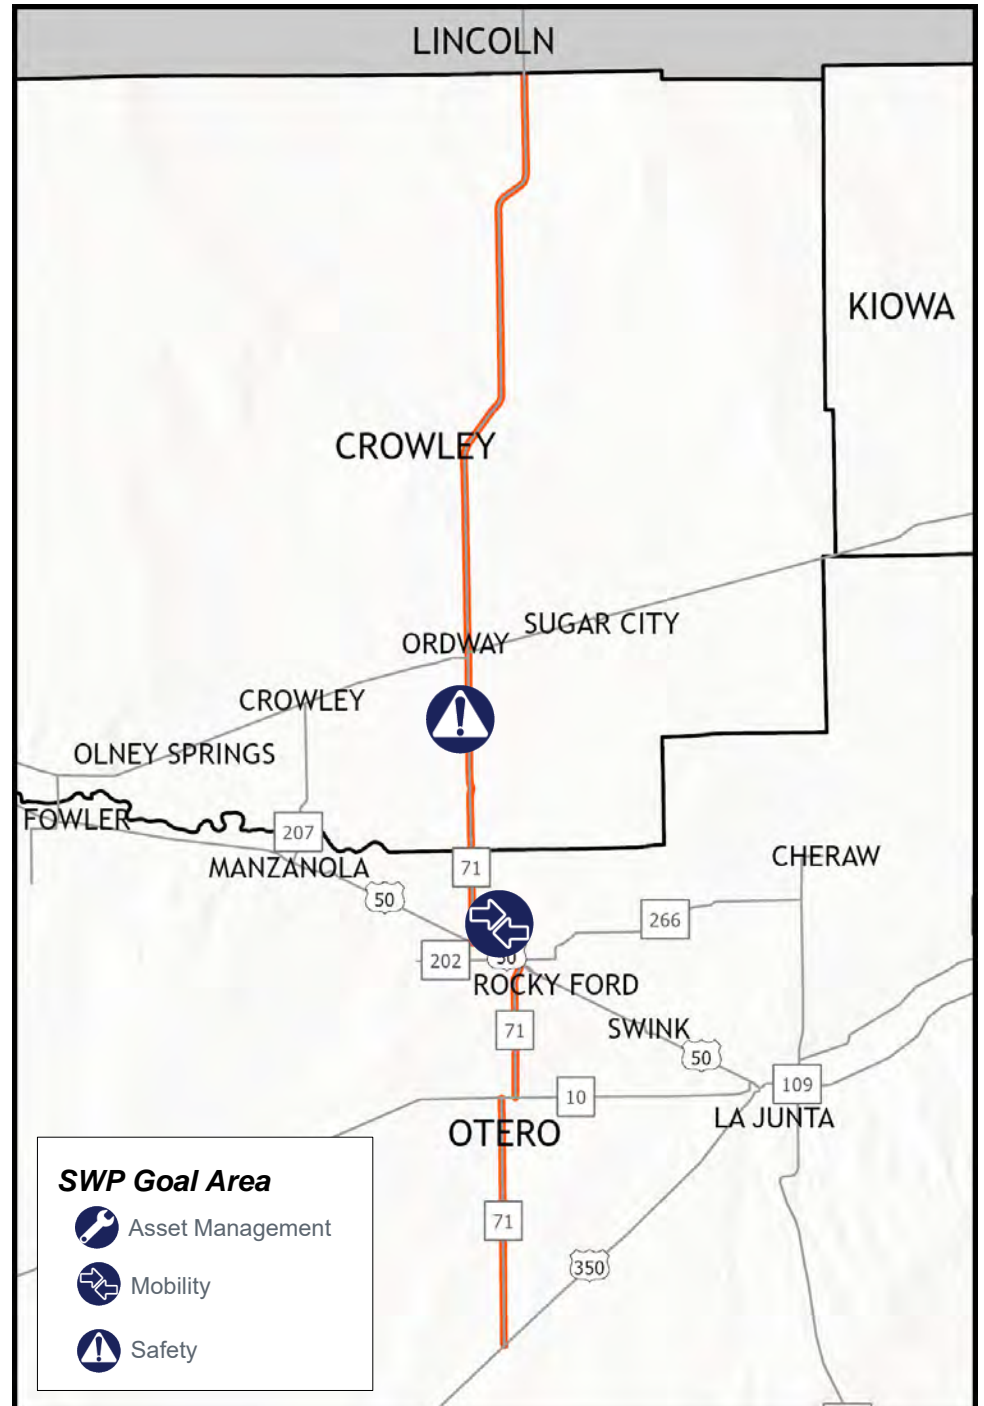 LINCOLN
KIOWA
CROWLEY
SUGAR CITY
ORDWAY
CROWLEY
OLNEY SPRINGS
FOWLER
207
MANZANOLA
71
CHERAW
50
266
202
50
ROCKY FORD
71
SWINK
50
109
10
LA JUNTA
OTERO
71
350
SWP Goal Area
Asset Management
Mobility
Safety